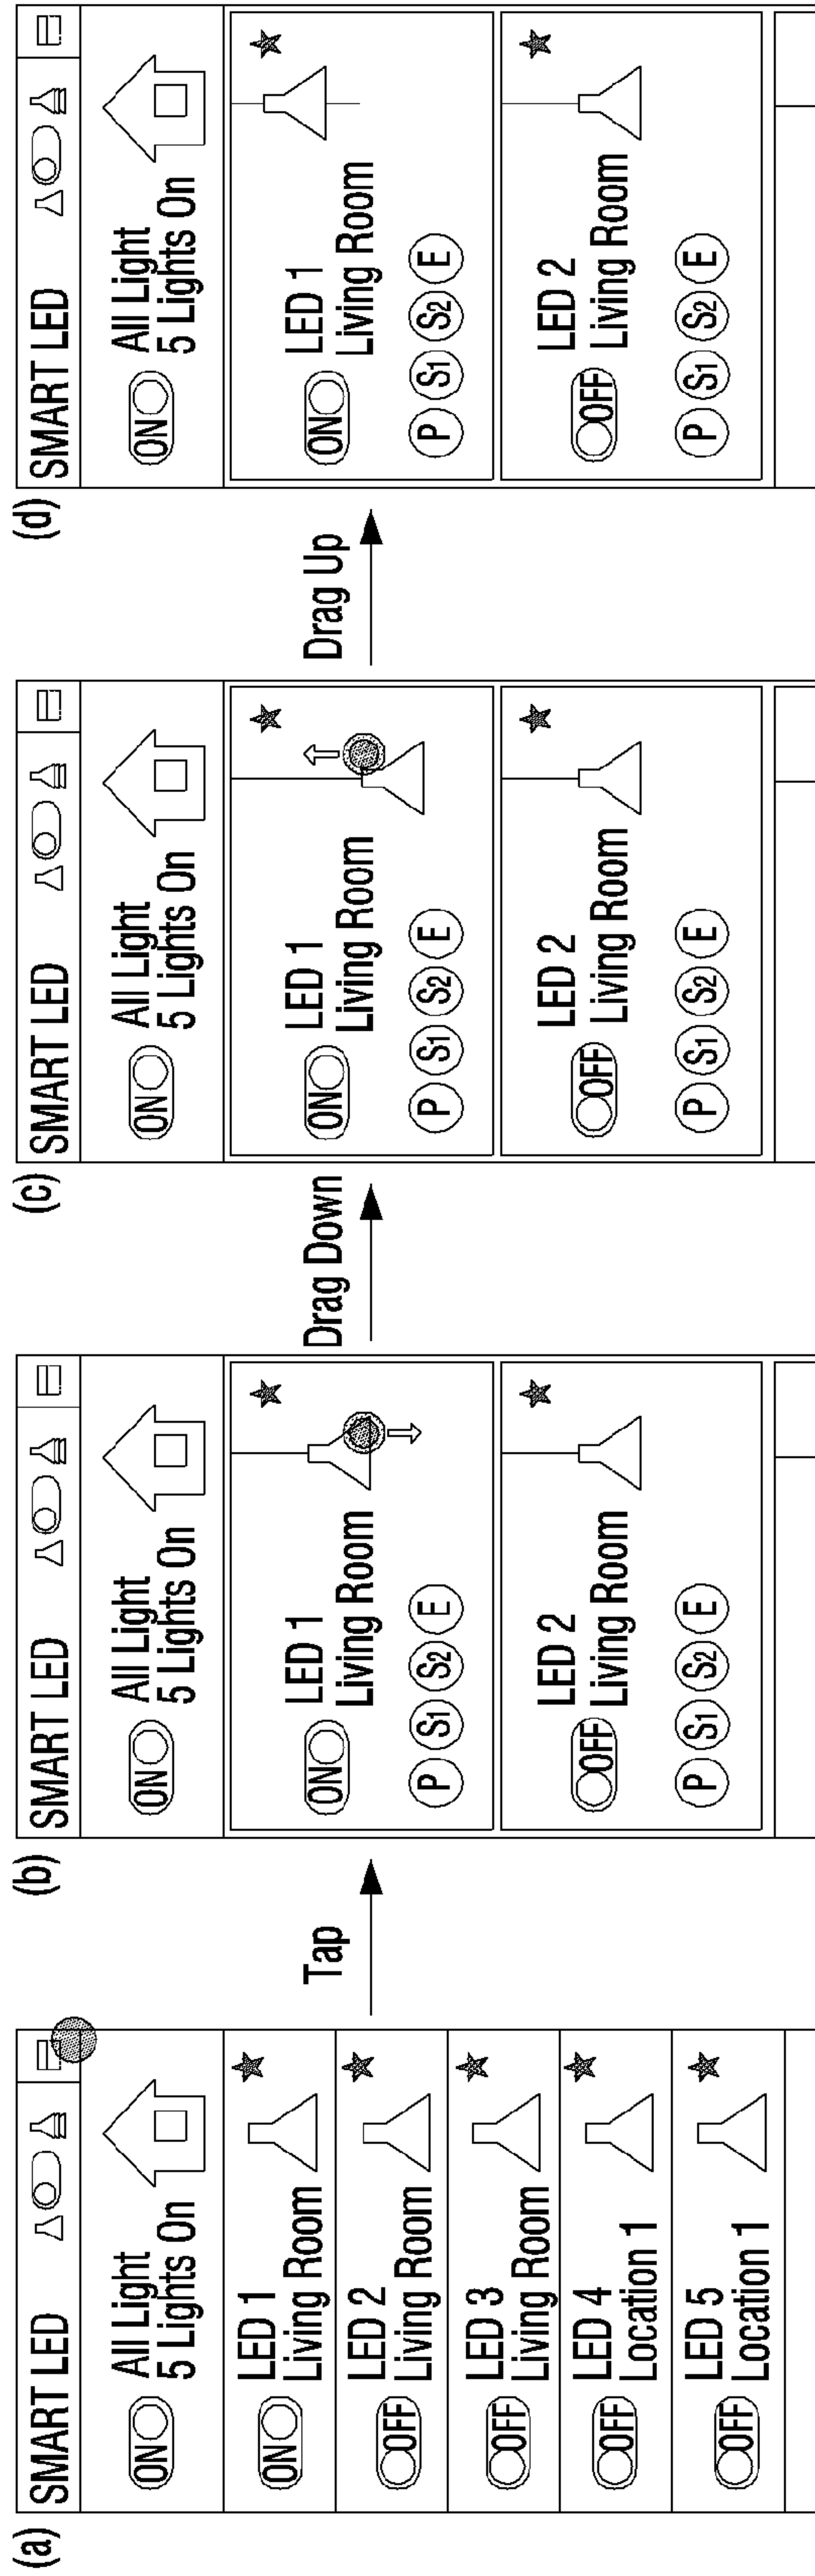 (a)
SMART LED
ON
All Light
5 Lights On
ON
LED 1
Living Room
OFF
LED 2
Living Room
OFF
LED 3
Living Room
OFF
LED 4
Location 1
OFF
LED 5
Location 1
Tap
(b)
SMART LED
ON
All Light
5 Lights On
ON
LED 1
Living Room
P S1 S2 E
OFF
LED 2
Living Room
P S1 S2 E
Drag Down
(c)
SMART LED
ON
All Light
5 Lights On
ON
LED 1
Living Room
P S1 S2 E
OFF
LED 2
Living Room
P S1 S2 E
Drag Up
(d)
SMART LED
ON
All Light
5 Lights On
ON
LED 1
Living Room
P S1 S2 E
OFF
LED 2
Living Room
P S1 S2 E